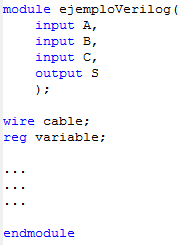 module ejemploVerilog(
input A,
input B,
input C,
output S
);
wire cable;
reg variable;
...
...
...
endmodule